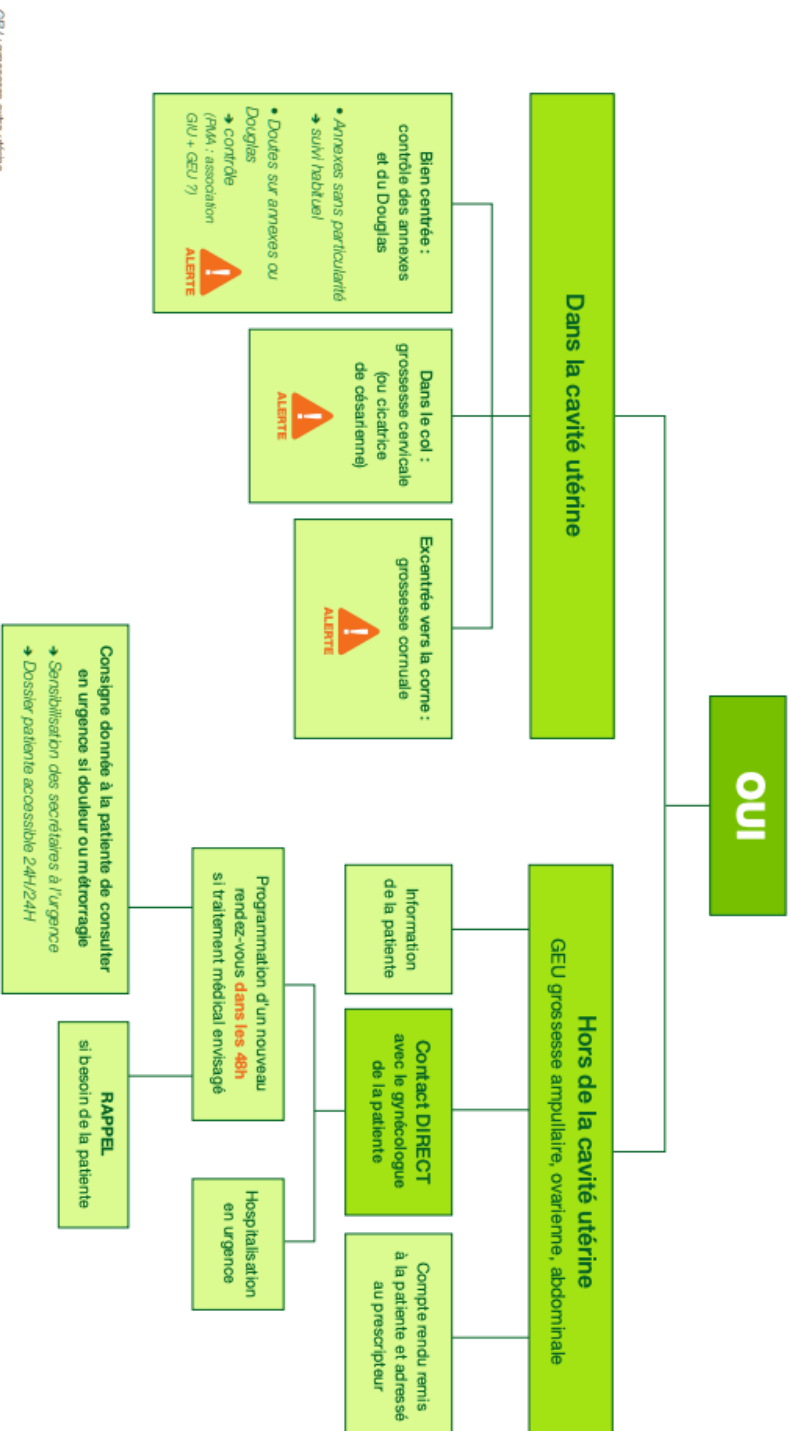 OUI
Dans la cavité utérine
Bien centrée :
contrôle des annexes
et du Douglas
• Annexes sans particularité
➔ suivi habituel
• Doutes sur annexes ou
Douglas
➔ contrôle
(PMA : association
GIU + GEU ?)
ALERTE
Dans le col :
grossesse cervicale
(ou cicatrice
de césarienne)
ALERTE
Excentrée vers la corne :
grossesse cornuale
ALERTE
Hors de la cavité utérine
GEU grossesse ampullaire, ovarienne, abdominale
Information
de la patiente
Contact DIRECT
avec le gynécologue
de la patiente
Compte rendu remis
à la patiente et adressé
au prescripteur
Programmation d'un nouveau
rendez-vous dans les 48h
si traitement médical envisagé
Hospitalisation
en urgence
Consigne donnée à la patiente de consulter
en urgence si douleur ou métrorragie
➔ Sensibilisation des secrétaires à l'urgence
➔ Dossier patiente accessible 24H/24H
RAPPEL
si besoin de la patiente